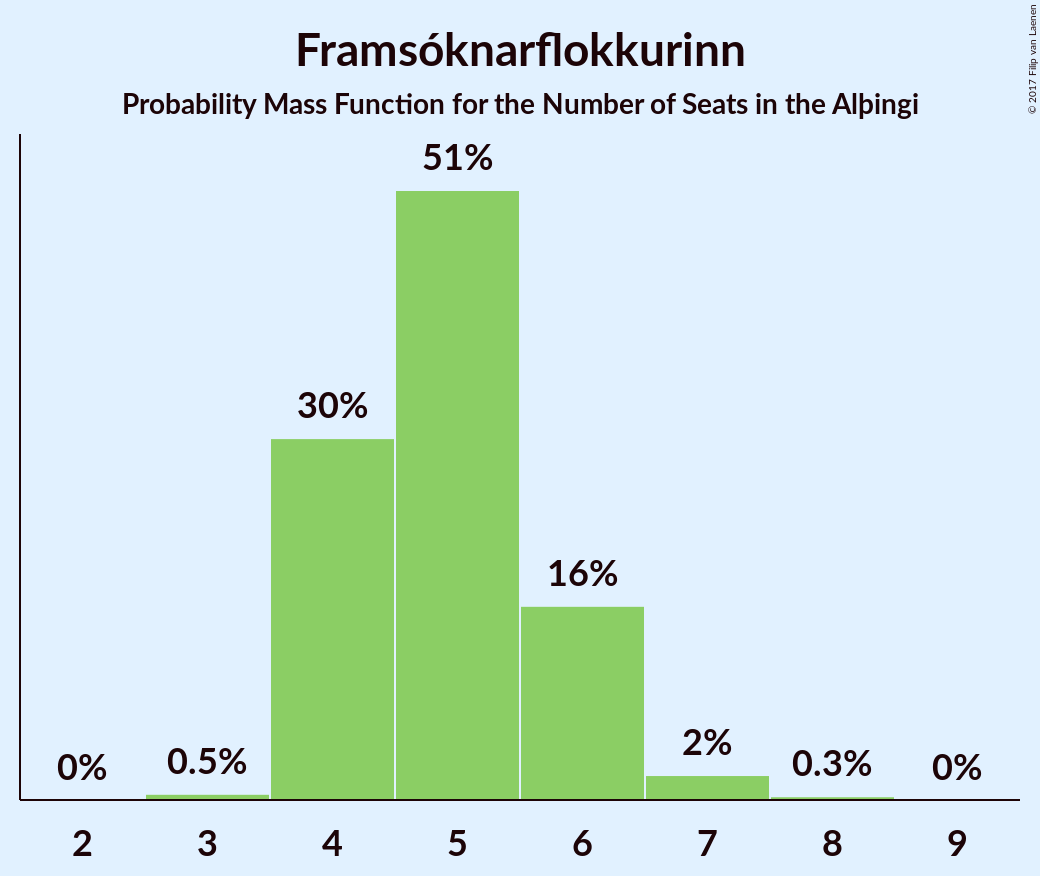 Framsóknarflokkurinn
Probability Mass Function for the Number of Seats in the Alþingi
© 2017 Filip van Laenen
51%
30%
16%
2%
0.5%
0.3%
0%
0%
2 3 4 5 6 7 8 9